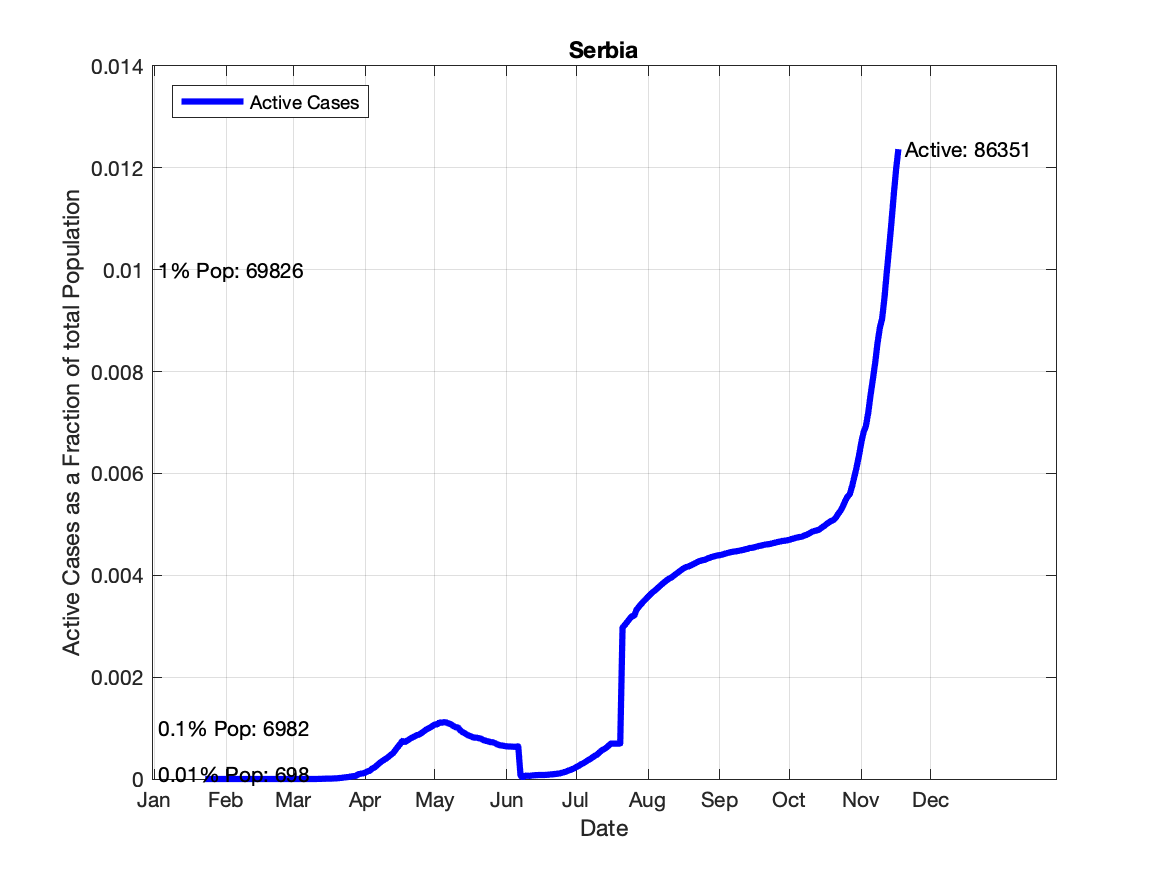 Serbia
0.014
Active Cases
Active: 86351
0.012
0.01
1% Pop: 69826
0.008
0.006
0.004
0.002
0.1% Pop: 6982
0
0.01% Pop: 698
Jan Feb Mar Apr May Jun Jul Aug Sep Oct Nov Dec
Date
Active Cases as a Fraction of total Population